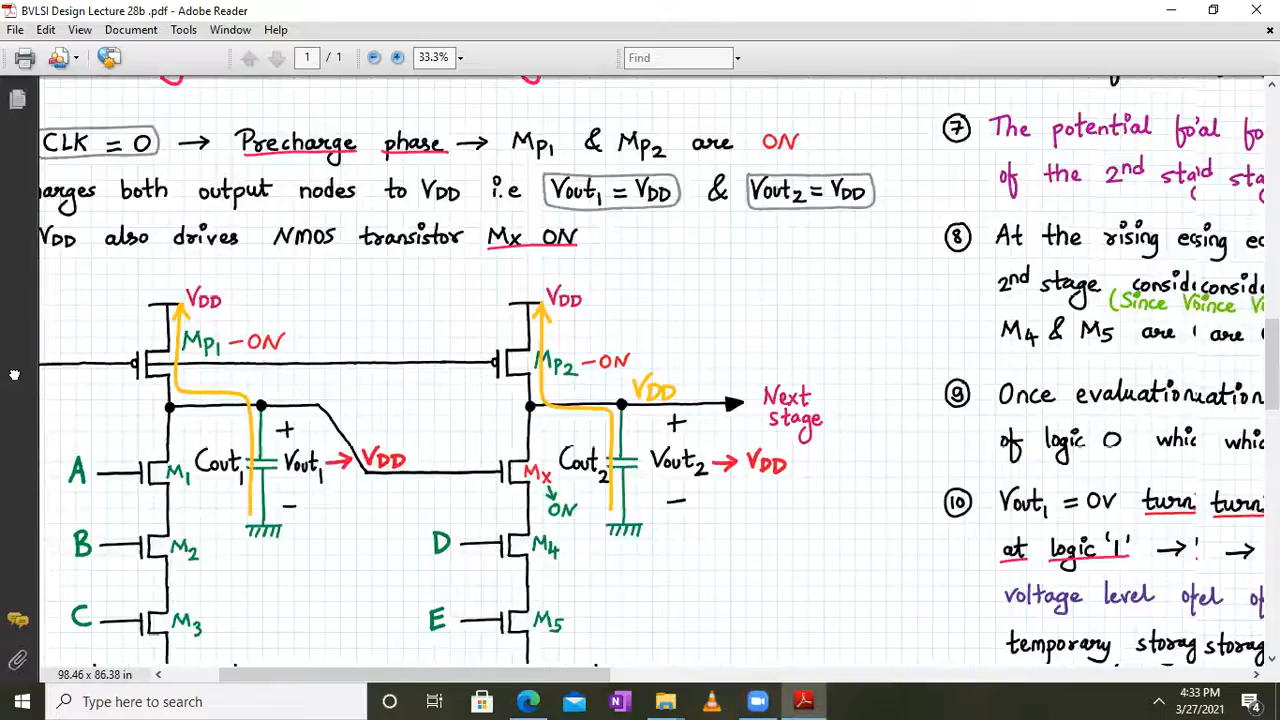 BVLSI Design Lecture 28b .pdf - Adobe Reader
File Edit View Document Tools Window Help
1 / 1 33.3% Find
CLK = 0 → Precharge phase → Mp1 & Mp2 are ON
arges both output nodes to VDD i.e Vout1 = VDD & Vout2 = VDD
VDD also drives NMOS transistor Mx ON
VDD VDD
Mp1 - ON
Mp2 - ON
VDD
Next stage
+ +
A M1 Cout1 Vout1 → VDD
Mx Cout2 Vout2 → VDD
ON
- -
B M2 D M4
C M3 E M5
⑦ The potential
of the 2nd
⑧ At the rising
2nd stage
(Since
M4 & M5 are
⑨ Once
of logic 0
⑩ Vout1 = 0V turn turn
at logic '1' → →
voltage level
temporary
98.46 x 86.38 in
Type here to search
4:33 PM
3/27/2021
4